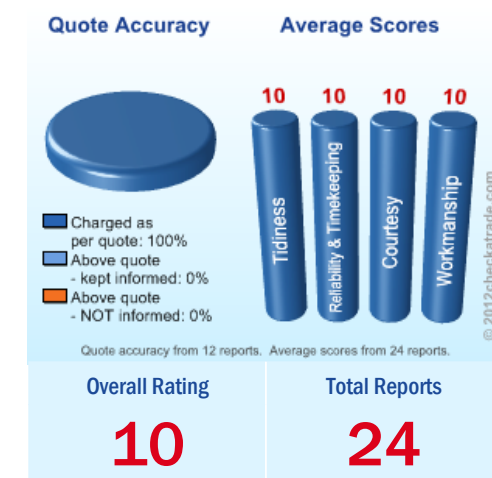 Quote Accuracy
Average Scores
10 10 10 10
Tidiness
Reliability & Timekeeping
Courtesy
Workmanship
Charged as
per quote: 100%
Above quote
- kept informed: 0%
Above quote
- NOT informed: 0%
© 2012checkatrade.com
Quote accuracy from 12 reports. Average scores from 24 reports.
Overall Rating
10
Total Reports
24